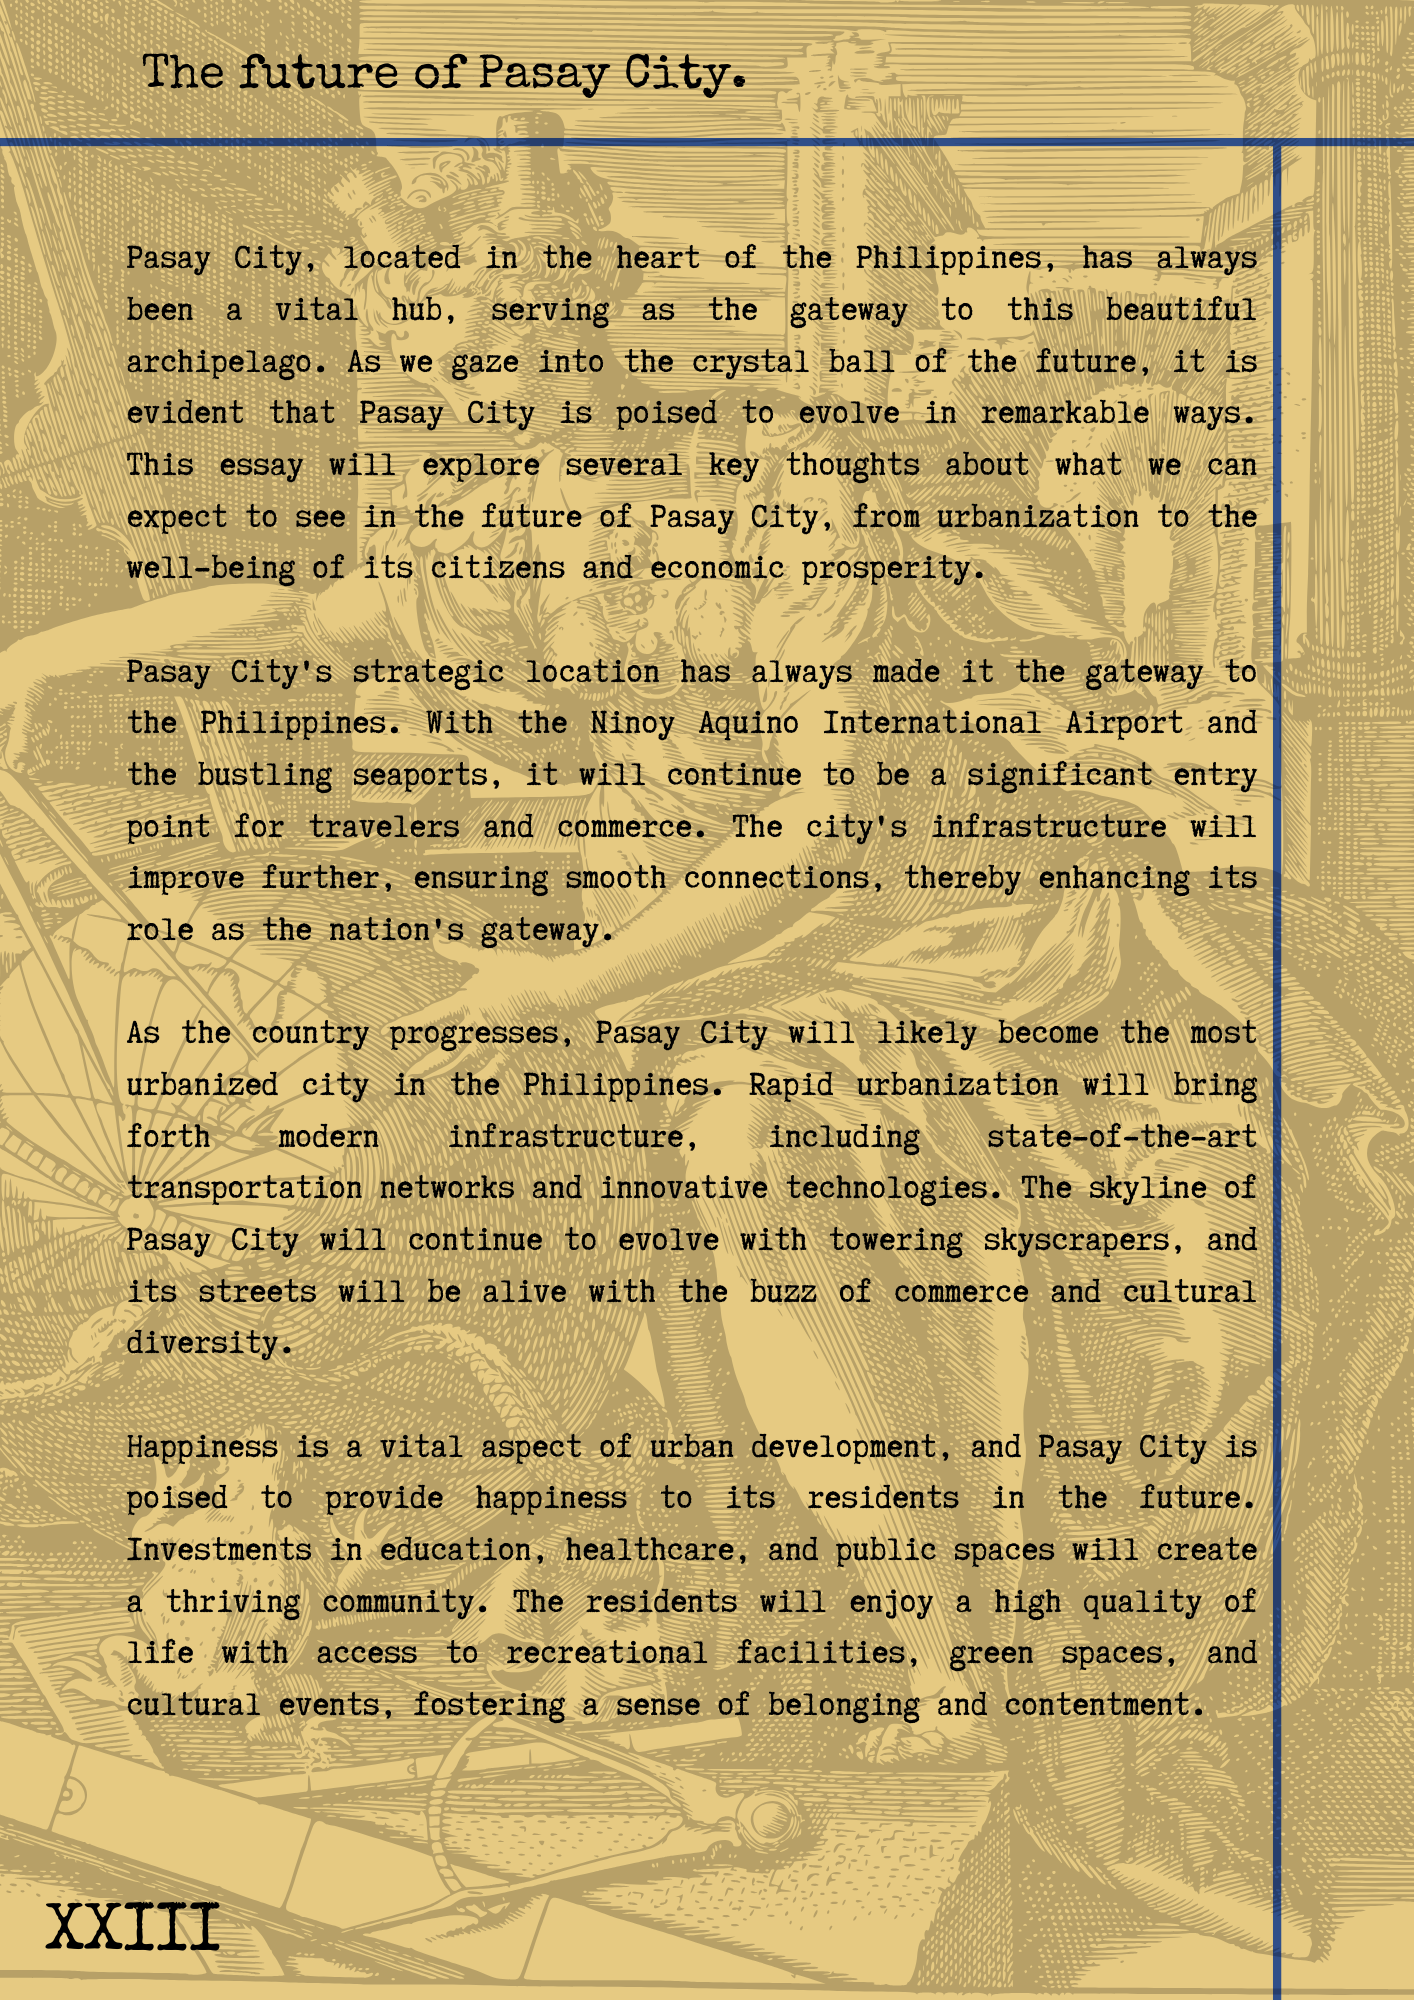 The future of Pasay City.
Pasay City, located in the heart of the Philippines, has always
been a vital hub, serving as the gateway to this beautiful
archipelago. As we gaze into the crystal ball of the future, it is
evident that Pasay City is poised to evolve in remarkable ways.
This essay will explore several key thoughts about what we can
expect to see in the future of Pasay City, from urbanization to the
well-being of its citizens and economic prosperity.
Pasay City's strategic location has always made it the gateway to
the Philippines. With the Ninoy Aquino International Airport and
the bustling seaports, it will continue to be a significant entry
point for travelers and commerce. The city's infrastructure will
improve further, ensuring smooth connections, thereby enhancing its
role as the nation's gateway.
As the country progresses, Pasay City will likely become the most
urbanized city in the Philippines. Rapid urbanization will bring
forth modern infrastructure, including state-of-the-art
transportation networks and innovative technologies. The skyline of
Pasay City will continue to evolve with towering skyscrapers, and
its streets will be alive with the buzz of commerce and cultural
diversity.
Happiness is a vital aspect of urban development, and Pasay City is
poised to provide happiness to its residents in the future.
Investments in education, healthcare, and public spaces will create
a thriving community. The residents will enjoy a high quality of
life with access to recreational facilities, green spaces, and
cultural events, fostering a sense of belonging and contentment.
XXIII